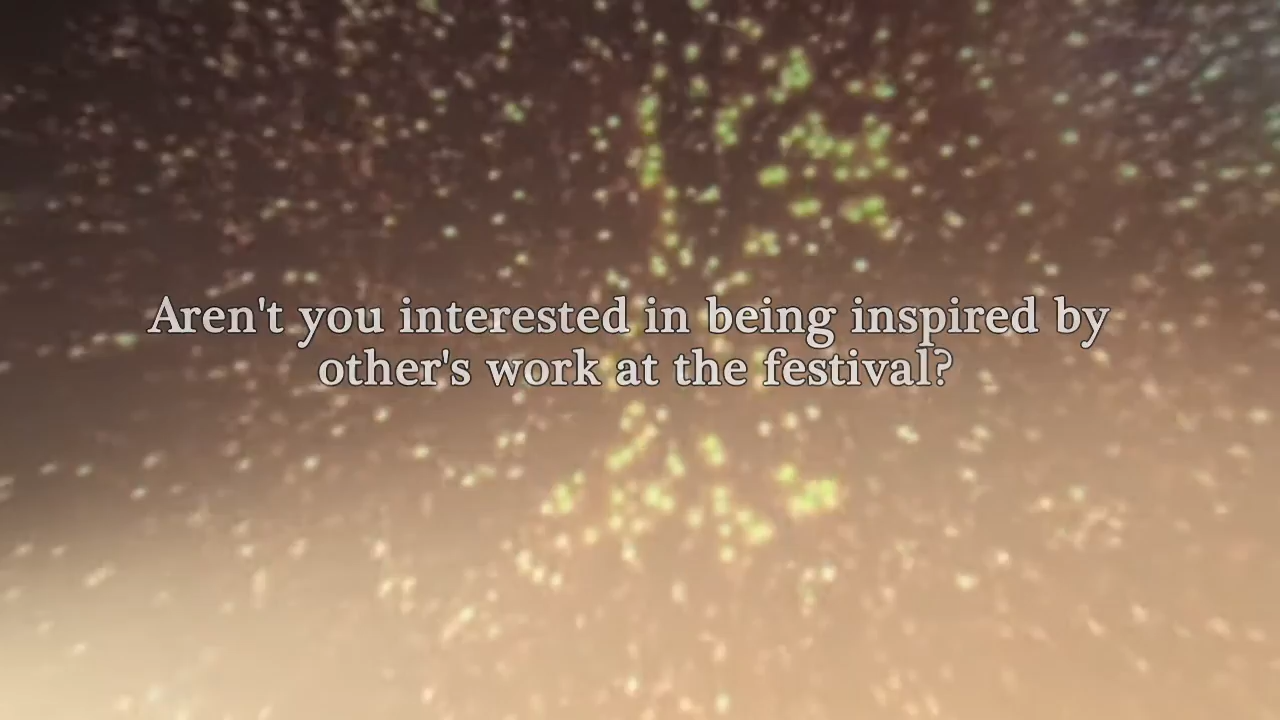 Aren't you interested in being inspired by
other's work at the festival?